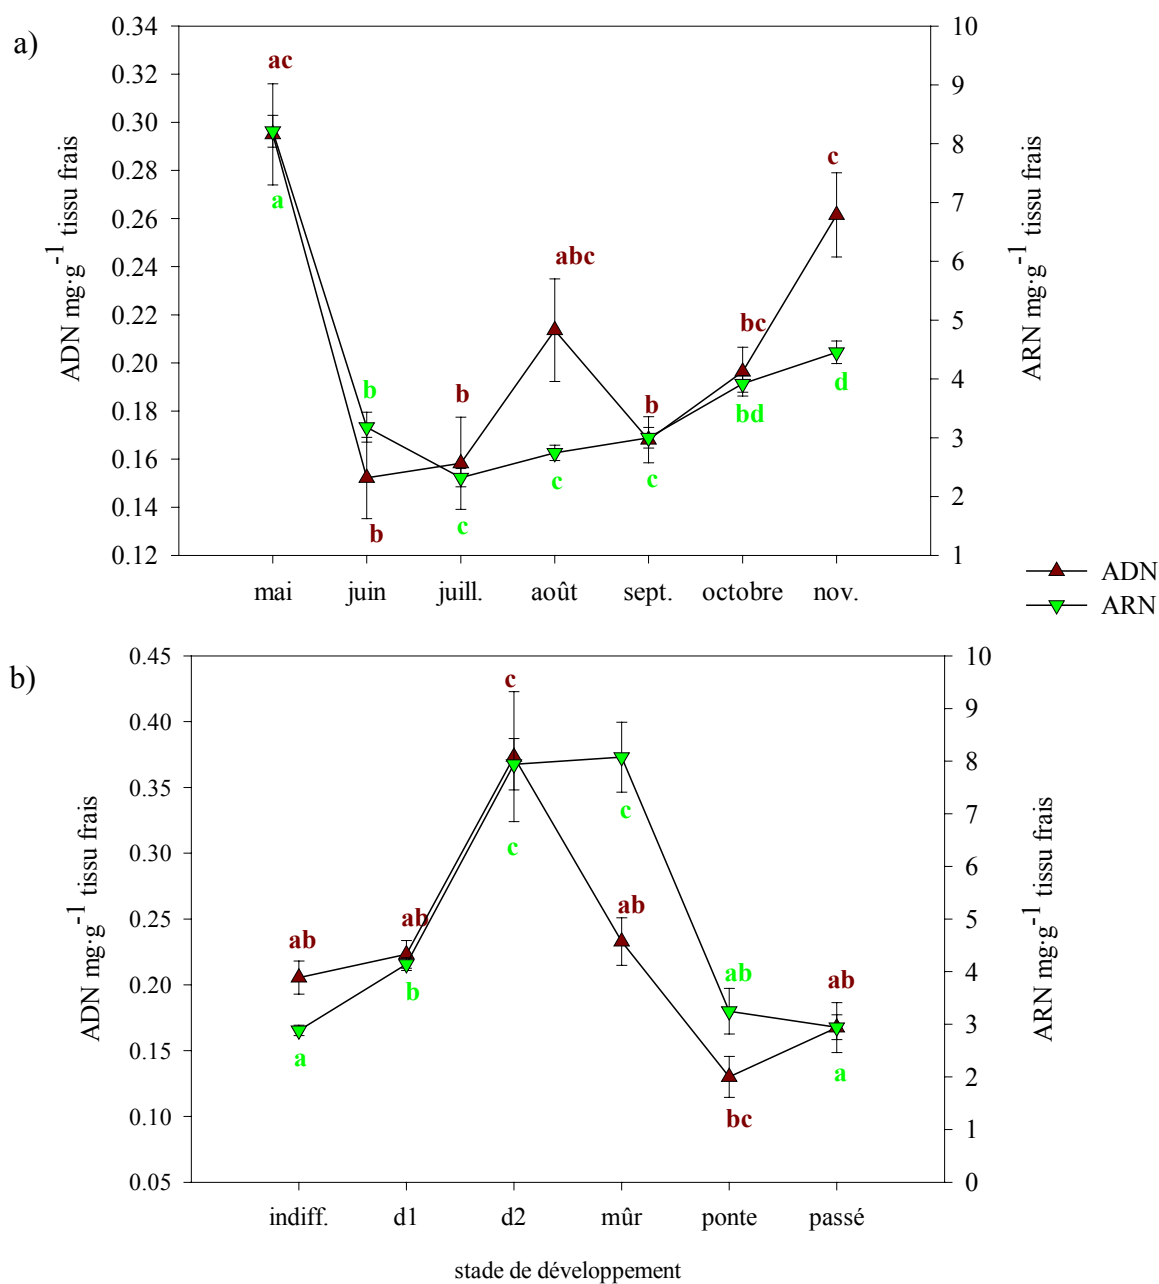 a)
ADN mg·g-1 tissu frais
0.34
0.32
0.30
0.28
0.26
0.24
0.22
0.20
0.18
0.16
0.14
0.12
ac
a
b
b
b
c
abc
c
b
c
bc
bd
c
d
10
9
8
7
6
5
4
3
2
1
ARN mg·g-1 tissu frais
mai juin juill. août sept. octobre nov.
ADN
ARN
b)
ADN mg·g-1 tissu frais
0.45
0.40
0.35
0.30
0.25
0.20
0.15
0.10
0.05
ab
a
ab
b
c
c
ab
c
ab
bc
ab
a
10
9
8
7
6
5
4
3
2
1
0
ARN mg·g-1 tissu frais
indiff. d1 d2 mûr ponte passé
stade de développement